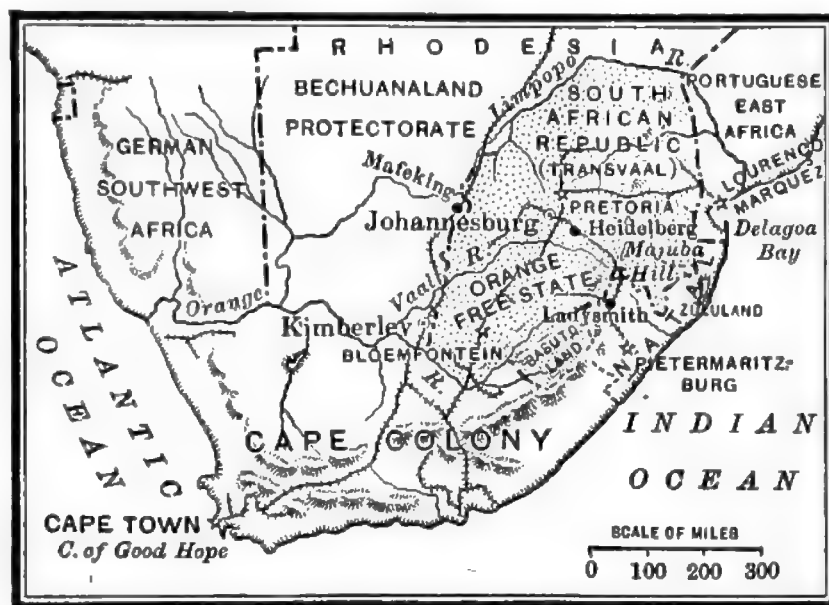 RHODESIA
BECHUANALAND
PROTECTORATE
Limpopo R.
SOUTH
AFRICAN
REPUBLIC
(TRANSVAAL)
PORTUGUESE
EAST
AFRICA
GERMAN
SOUTHWEST
AFRICA
Mafeking
LOURENCO
MARQUEZ
Johannesburg
PRETORIA
Heidelberg
Delagoa
Bay
Majuba
Hill
Vaal R.
ORANGE
FREE STATE
Orange
R.
Kimberley
Ladysmith
ZULULAND
BLOEMFONTEIN
BASUTO
LAND
NATAL
PIETERMARITZ-
BURG
ATLANTIC
OCEAN
CAPE COLONY
INDIAN
OCEAN
CAPE TOWN
C. of Good Hope
SCALE OF MILES
0 100 200 300